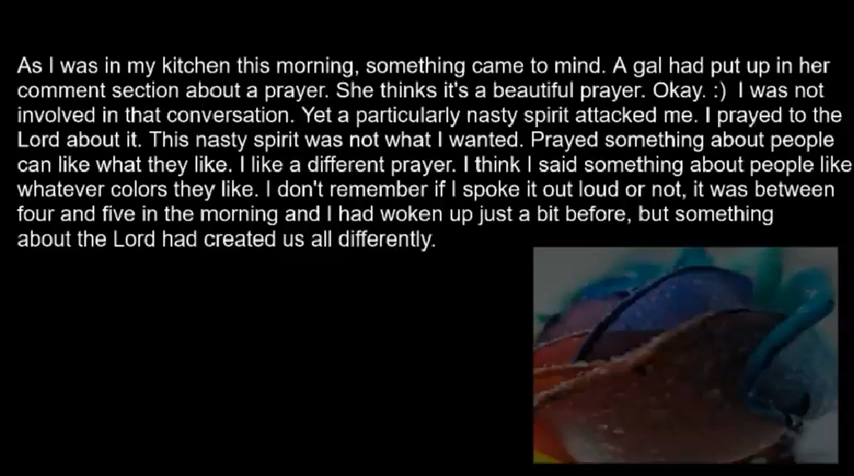 As I was in my kitchen this morning, something came to mind. A gal had put up in her
comment section about a prayer. She thinks it's a beautiful prayer. Okay. :)  I was not
involved in that conversation. Yet a particularly nasty spirit attacked me. I prayed to the
Lord about it. This nasty spirit was not what I wanted. Prayed something about people
can like what they like. I like a different prayer. I think I said something about people like
whatever colors they like. I don't remember if I spoke it out loud or not, it was between
four and five in the morning and I had woken up just a bit before, but something
about the Lord had created us all differently.